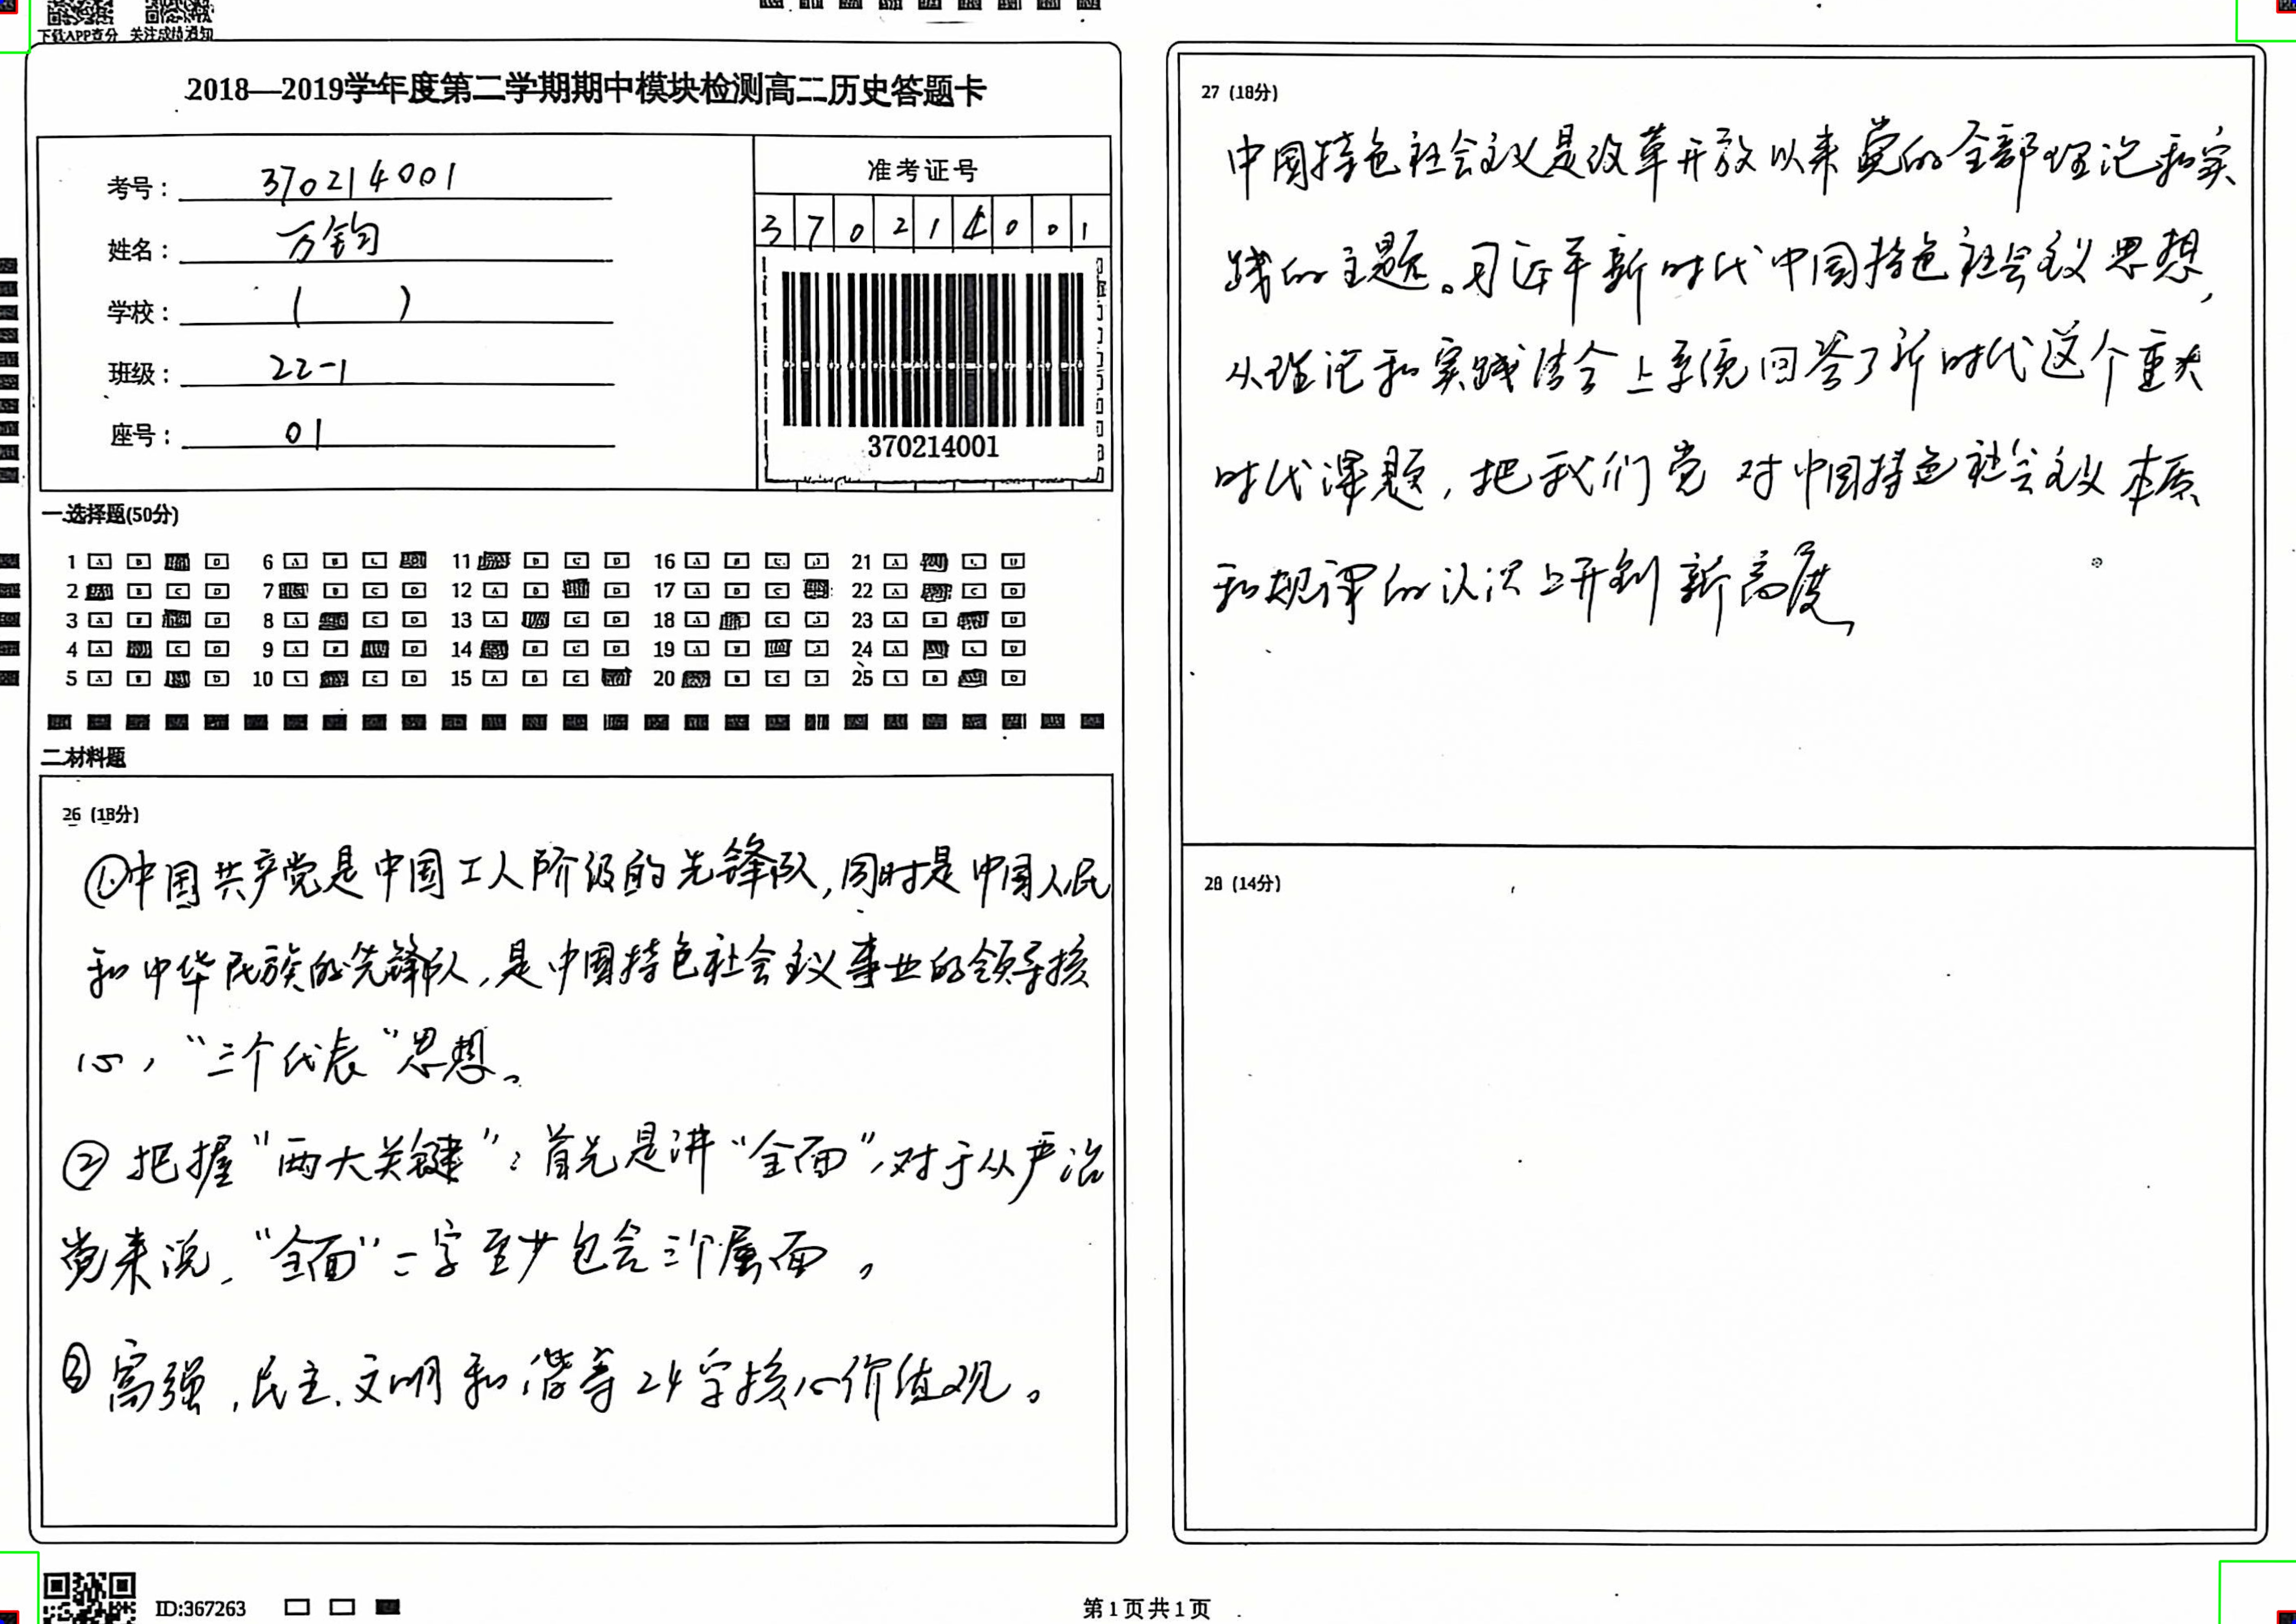 下载APP查分 关注成绩通知
2018—2019学年度第二学期期中模块检测高二历史答题卡
考号： 370214001
姓名： 万钧
学校： ( )
班级： 22-1
座号： 01
准考证号
3 7 0 2 1 4 0 0 1
370214001
一.选择题(50分)
1 A B D 6 A B C 11 B C D 16 A B C D 21 A C D
2 B C D 7 B C D 12 A B D 17 A B C 22 A C D
3 A B D 8 A C D 13 A C D 18 A C D 23 A B D
4 A C D 9 A B D 14 B C D 19 A B D 24 A C D
5 A B D 10 A C D 15 A B C 20 B C D 25 A B D
二.材料题
26 (18分)
①中国共产党是中国工人阶级的先锋队,同时是中国人民
和中华民族的先锋队,是中国特色社会主义事业的领导核
心,“三个代表”思想。
② 把握“两大关键”:首先是讲“全面”,对于从严治
党来说,“全面”二字至少包含三个层面。
③ 富强,民主、文明和谐等24字核心价值观。
27 (18分)
中国特色社会主义是改革开放以来党的全部理论和实
践的主题。习近平新时代中国特色社会主义思想,
从理论和实践结合上系统回答了新时代这个重大
时代课题,把我们党对中国特色社会主义本质
和规律的认识上升到新高度。
28 (14分)
ID:367263
第1页共1页